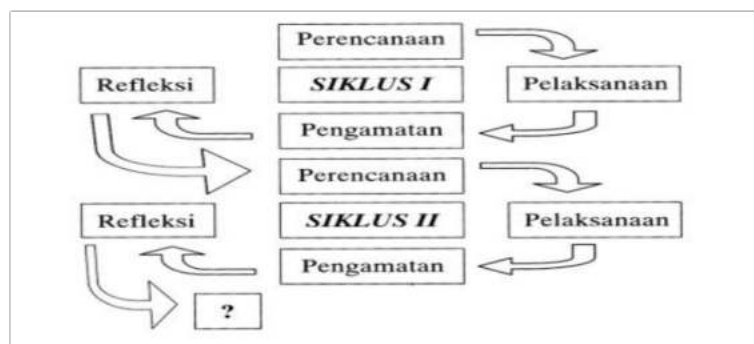 Perencanaan
Refleksi
SIKLUS I
Pelaksanaan
Pengamatan
Perencanaan
Refleksi
SIKLUS II
Pelaksanaan
Pengamatan
?